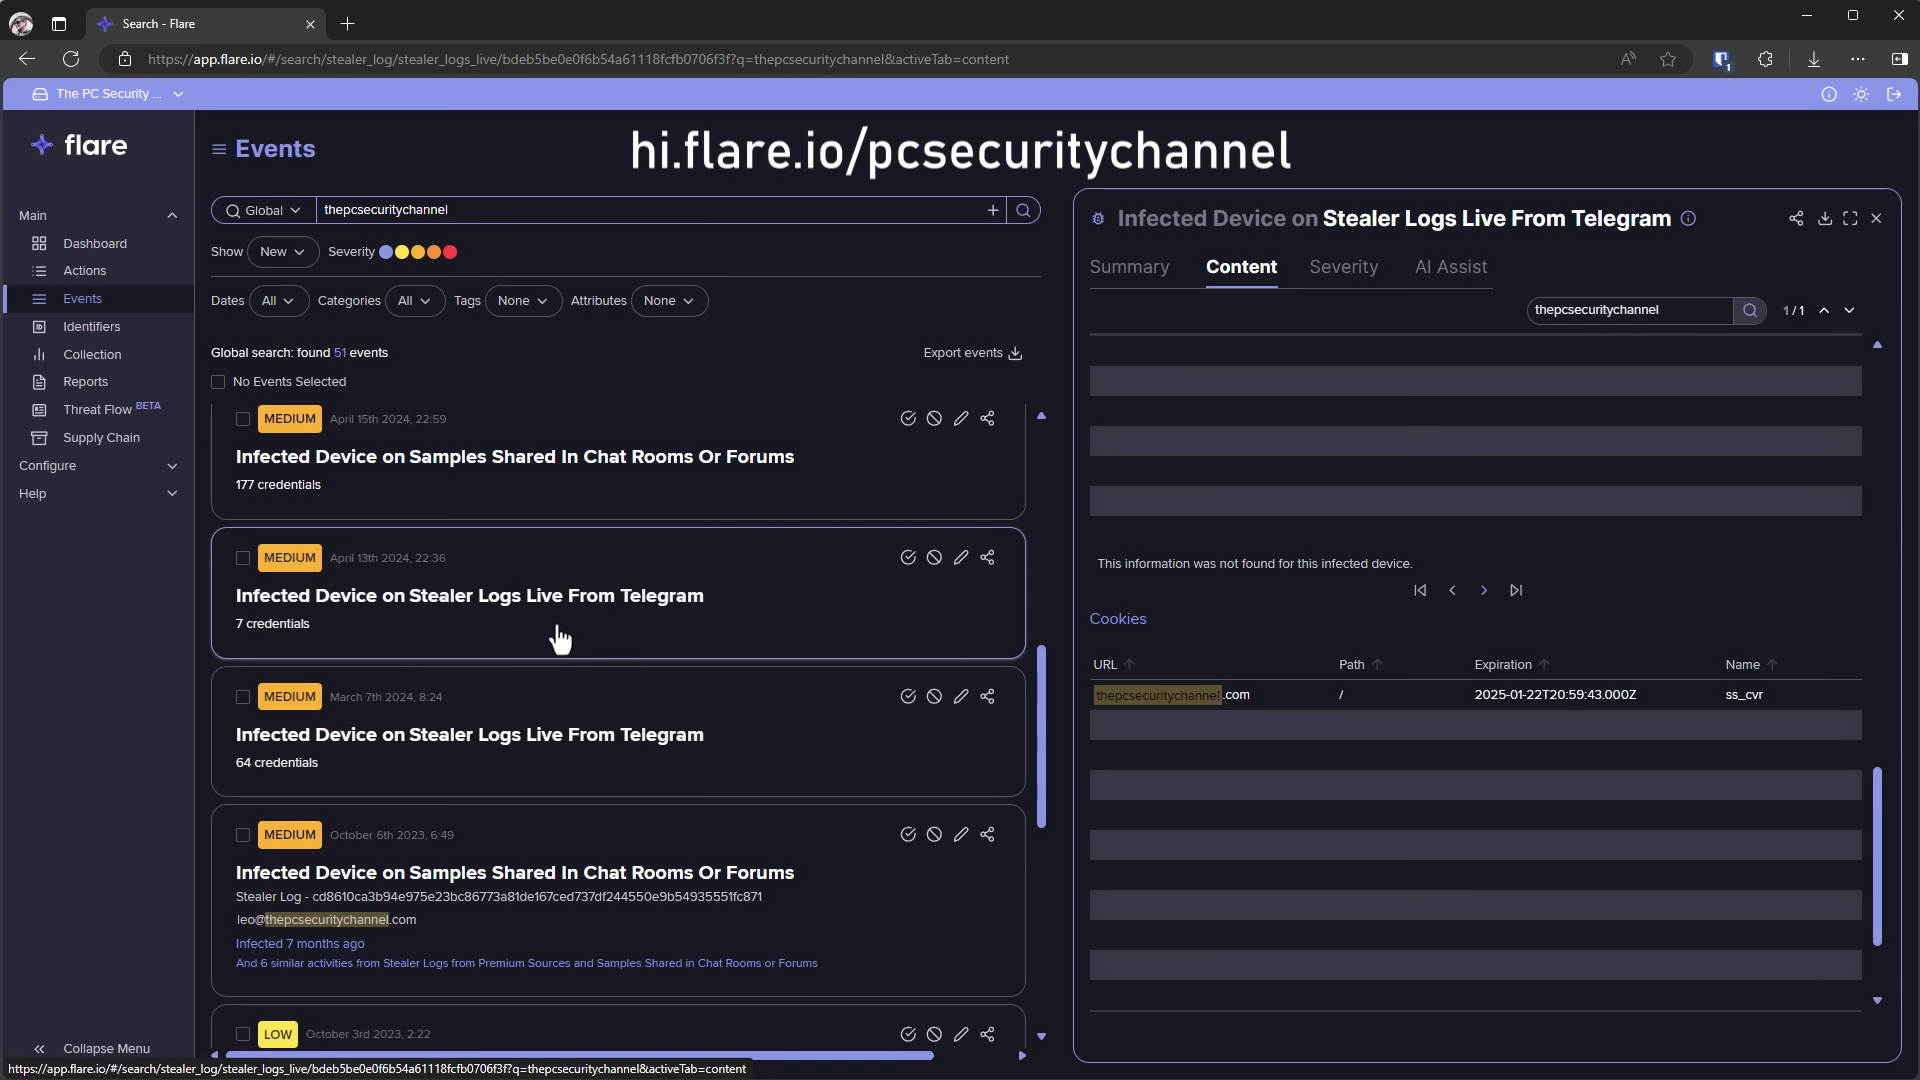 Search - Flare
https://app.flare.io/#/search/stealer_log/stealer_logs_live/bdeb5be0e0f6b54a61118fcfb0706f3f?q=thepcsecuritychannel&activeTab=content
The PC Security ...
flare
Events
hi.flare.io/pcsecuritychannel
Main
Dashboard
Actions
Events
Identifiers
Collection
Reports
Threat Flow BETA
Supply Chain
Configure
Help
Collapse Menu
Global
thepcsecuritychannel
Show New Severity
Dates All Categories All Tags None Attributes None
Global search: found 51 events
Export events
No Events Selected
MEDIUM April 15th 2024, 22:59
Infected Device on Samples Shared In Chat Rooms Or Forums
177 credentials
MEDIUM April 13th 2024, 22:36
Infected Device on Stealer Logs Live From Telegram
7 credentials
MEDIUM March 7th 2024, 8:24
Infected Device on Stealer Logs Live From Telegram
64 credentials
MEDIUM October 6th 2023, 6:49
Infected Device on Samples Shared In Chat Rooms Or Forums
Stealer Log - cd8610ca3b94e975e23bc86773a81de167ced737df244550e9b54935551fc871
leo@thepcsecuritychannel.com
Infected 7 months ago
And 6 similar activities from Stealer Logs from Premium Sources and Samples Shared in Chat Rooms or Forums
LOW October 3rd 2023, 2:22
Infected Device on Stealer Logs Live From Telegram
Summary Content Severity AI Assist
thepcsecuritychannel 1/1
This information was not found for this infected device.
Cookies
URL Path Expiration Name
thepcsecuritychannel.com / 2025-01-22T20:59:43.000Z ss_cvr
https://app.flare.io/#/search/stealer_log/stealer_logs_live/bdeb5be0e0f6b54a61118fcfb0706f3f?q=thepcsecuritychannel&activeTab=content